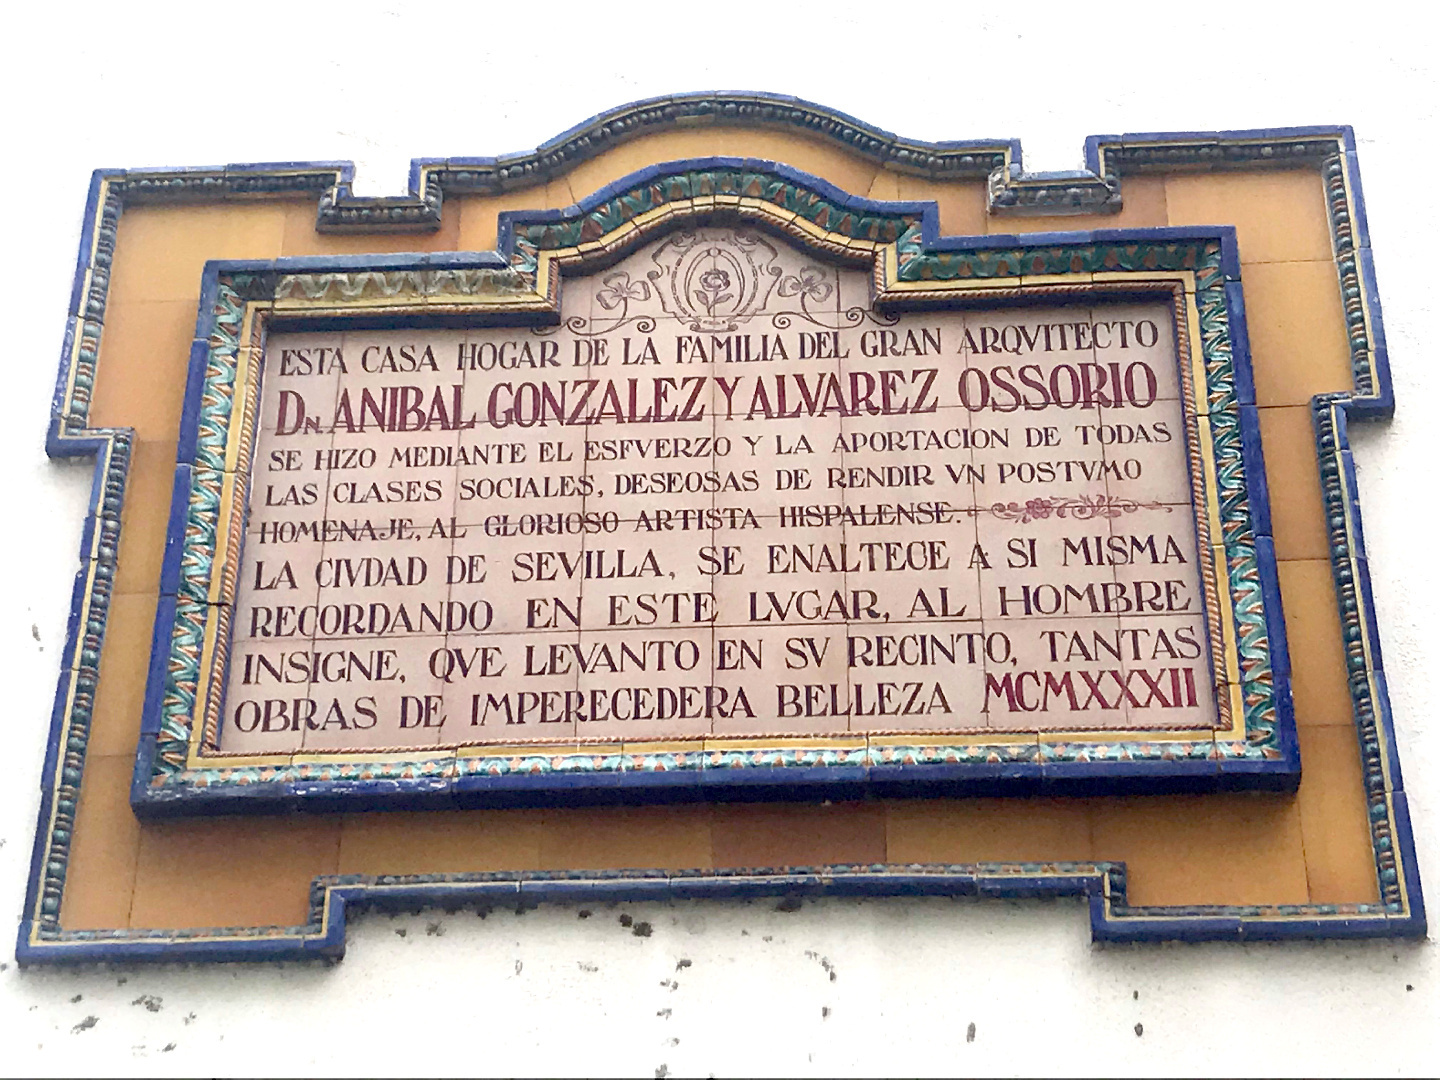 ESTA CASA HOGAR DE LA FAMILIA DEL GRAN ARQVITECTO
DN ANIBAL GONZALEZ Y ALVAREZ OSSORIO
SE HIZO MEDIANTE EL ESFVERZO Y LA APORTACION DE TODAS
LAS CLASES SOCIALES, DESEOSAS DE RENDIR VN POSTVMO
HOMENAJE, AL GLORIOSO ARTISTA HISPALENSE.
LA CIVDAD DE SEVILLA, SE ENALTECE A SI MISMA
RECORDANDO EN ESTE LVGAR, AL HOMBRE
INSIGNE, QVE LEVANTO EN SV RECINTO, TANTAS
OBRAS DE IMPERECEDERA BELLEZA MCMXXXII